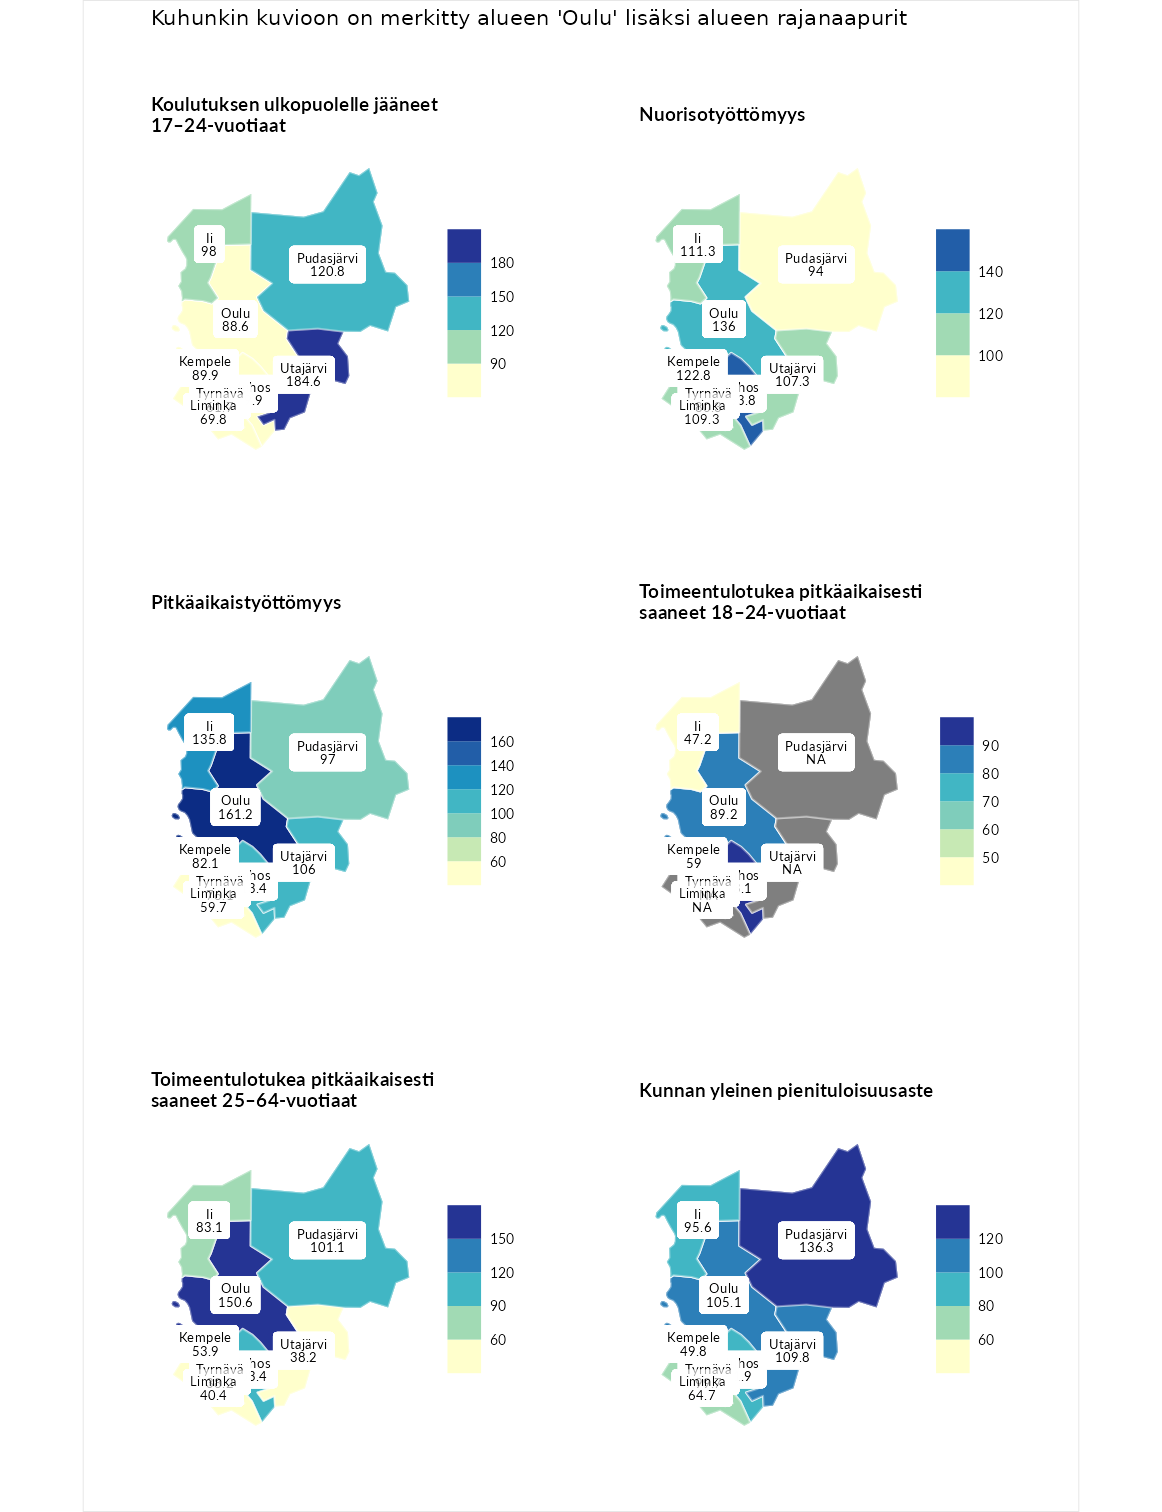 Kuhunkin kuvioon on merkitty alueen 'Oulu' lisäksi alueen rajanaapurit
Koulutuksen ulkopuolelle jääneet
17–24-vuotiaat
Ii
98
Pudasjärvi
120.8
Oulu
88.6
Kempele
89.9
Utajärvi
184.6
Tyrnävä
Liminka
69.8
180
150
120
90
Nuorisotyöttömyys
Ii
111.3
Pudasjärvi
94
Oulu
136
Kempele
122.8
Utajärvi
107.3
Tyrnävä
Liminka
109.3
140
120
100
Pitkäaikaistyöttömyys
Ii
135.8
Pudasjärvi
97
Oulu
161.2
Kempele
82.1
Utajärvi
106
Tyrnävä
Liminka
59.7
160
140
120
100
80
60
Toimeentulotukea pitkäaikaisesti
saaneet 18–24-vuotiaat
Ii
47.2
Pudasjärvi
NA
Oulu
89.2
Kempele
59
Utajärvi
NA
Tyrnävä
Liminka
NA
90
80
70
60
50
Toimeentulotukea pitkäaikaisesti
saaneet 25–64-vuotiaat
Ii
83.1
Pudasjärvi
101.1
Oulu
150.6
Kempele
53.9
Utajärvi
38.2
Tyrnävä
Liminka
40.4
150
120
90
60
Kunnan yleinen pienituloisuusaste
Ii
95.6
Pudasjärvi
136.3
Oulu
105.1
Kempele
49.8
Utajärvi
109.8
Tyrnävä
Liminka
64.7
120
100
80
60